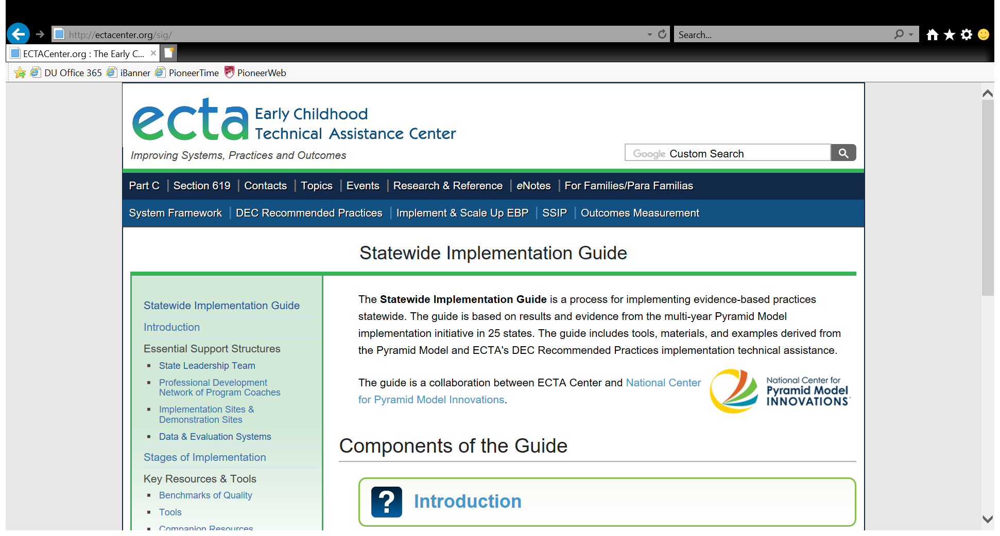 http://ectacenter.org/sig/
Search...
ECTACenter.org : The Early C...
DU Office 365
iBanner
PioneerTime
PioneerWeb
ecta
Early Childhood
Technical Assistance Center
Improving Systems, Practices and Outcomes
Google Custom Search
Part C | Section 619 | Contacts | Topics | Events | Research & Reference | eNotes | For Families/Para Familias
System Framework | DEC Recommended Practices | Implement & Scale Up EBP | SSIP | Outcomes Measurement
Statewide Implementation Guide
Statewide Implementation Guide
Introduction
Essential Support Structures
State Leadership Team
Professional Development
Network of Program Coaches
Implementation Sites &
Demonstration Sites
Data & Evaluation Systems
Stages of Implementation
Key Resources & Tools
Benchmarks of Quality
Tools
Companion Resources
The Statewide Implementation Guide is a process for implementing evidence-based practices
statewide. The guide is based on results and evidence from the multi-year Pyramid Model
implementation initiative in 25 states. The guide includes tools, materials, and examples derived from
the Pyramid Model and ECTA's DEC Recommended Practices implementation technical assistance.
The guide is a collaboration between ECTA Center and National Center
for Pyramid Model Innovations.
National Center for
Pyramid Model
INNOVATIONS
Components of the Guide
? Introduction